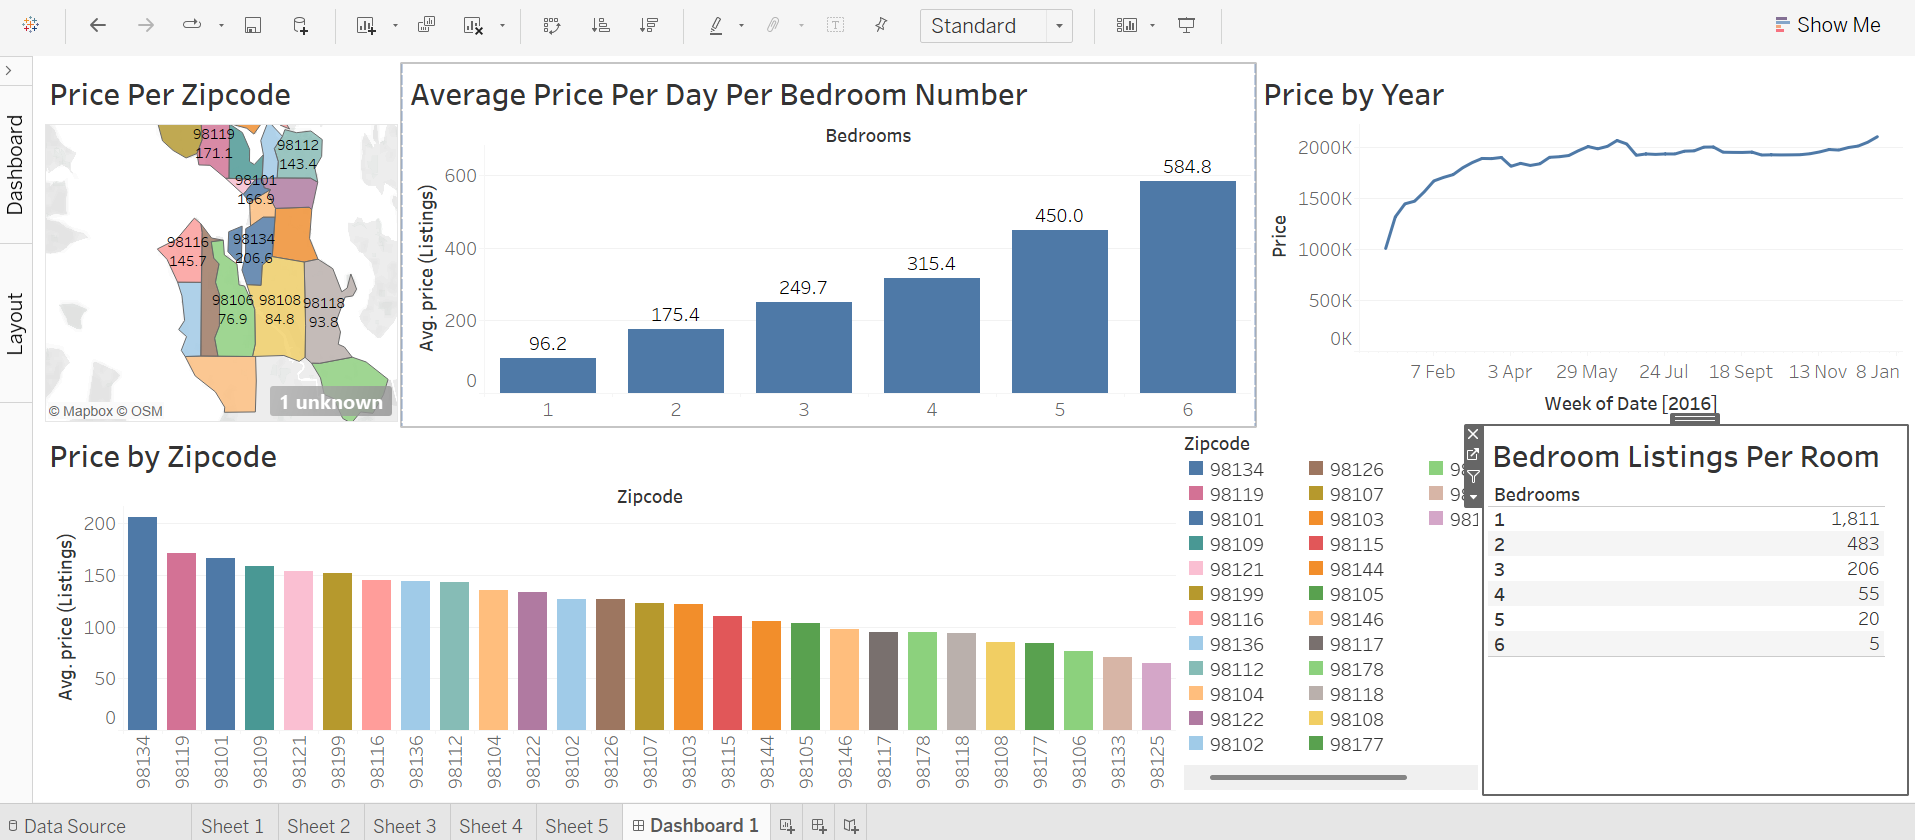 Standard
Show Me
Dashboard
Layout
Price Per Zipcode
98119
171.1
98112
143.4
98101
166.9
98116
145.7
98134
206.6
98106
76.9
98108
84.8
98118
93.8
1 unknown
© Mapbox © OSM
Average Price Per Day Per Bedroom Number
Bedrooms
Avg. price (Listings)
600
400
200
0
96.2
175.4
249.7
315.4
450.0
584.8
1
2
3
4
5
6
Price by Year
Price
2000K
1500K
1000K
500K
0K
7 Feb
3 Apr
29 May
24 Jul
18 Sept
13 Nov
8 Jan
Week of Date [2016]
Price by Zipcode
Zipcode
Avg. price (Listings)
200
150
100
50
0
98134
98119
98101
98109
98121
98199
98116
98136
98112
98104
98122
98102
98126
98107
98103
98115
98144
98105
98146
98117
98178
98118
98108
98177
98106
98133
98125
Zipcode
98134
98119
98101
98109
98121
98199
98116
98136
98112
98104
98122
98102
98126
98107
98103
98115
98144
98105
98146
98117
98178
98118
98108
98177
Bedroom Listings Per Room
Bedrooms
1 1,811
2 483
3 206
4 55
5 20
6 5
Data Source
Sheet 1
Sheet 2
Sheet 3
Sheet 4
Sheet 5
Dashboard 1